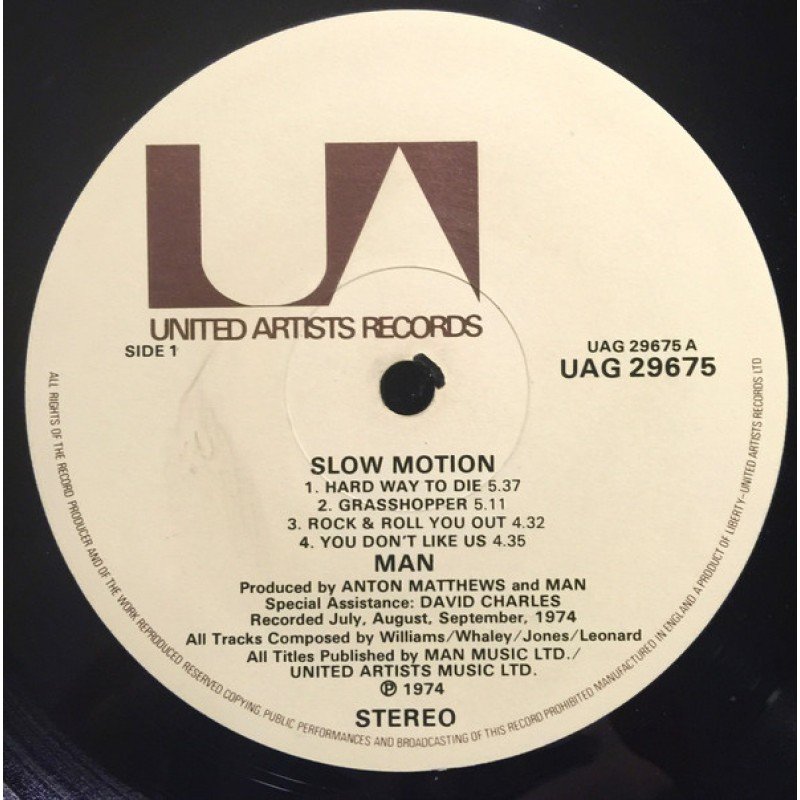 UA
UNITED ARTISTS RECORDS
SIDE 1
UAG 29675 A
UAG 29675
SLOW MOTION
1. HARD WAY TO DIE 5.37
2. GRASSHOPPER 5.11
3. ROCK & ROLL YOU OUT 4.32
4. YOU DON'T LIKE US 4.35
MAN
Produced by ANTON MATTHEWS and MAN
Special Assistance: DAVID CHARLES
Recorded July, August, September, 1974
All Tracks Composed by Williams/Whaley/Jones/Leonard
All Titles Published by MAN MUSIC LTD./
UNITED ARTISTS MUSIC LTD.
℗ 1974
STEREO
ALL RIGHTS OF THE RECORD PRODUCER AND OF THE WORK REPRODUCED RESERVED COPYING, PUBLIC PERFORMANCES AND BROADCASTING OF THIS RECORD PROHIBITED MANUFACTURED IN ENGLAND A PRODUCT OF LIBERTY-UNITED ARTISTS RECORDS LTD